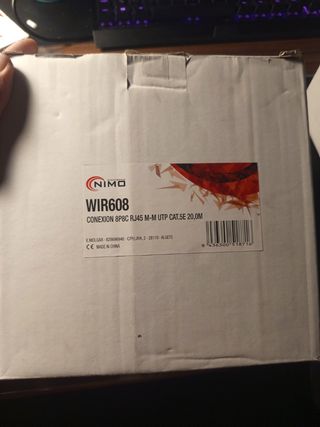 NIMO
WIR608
CONEXION 8P8C RJ45 M-M UTP CAT.5E 20,0M
MADE IN CHINA